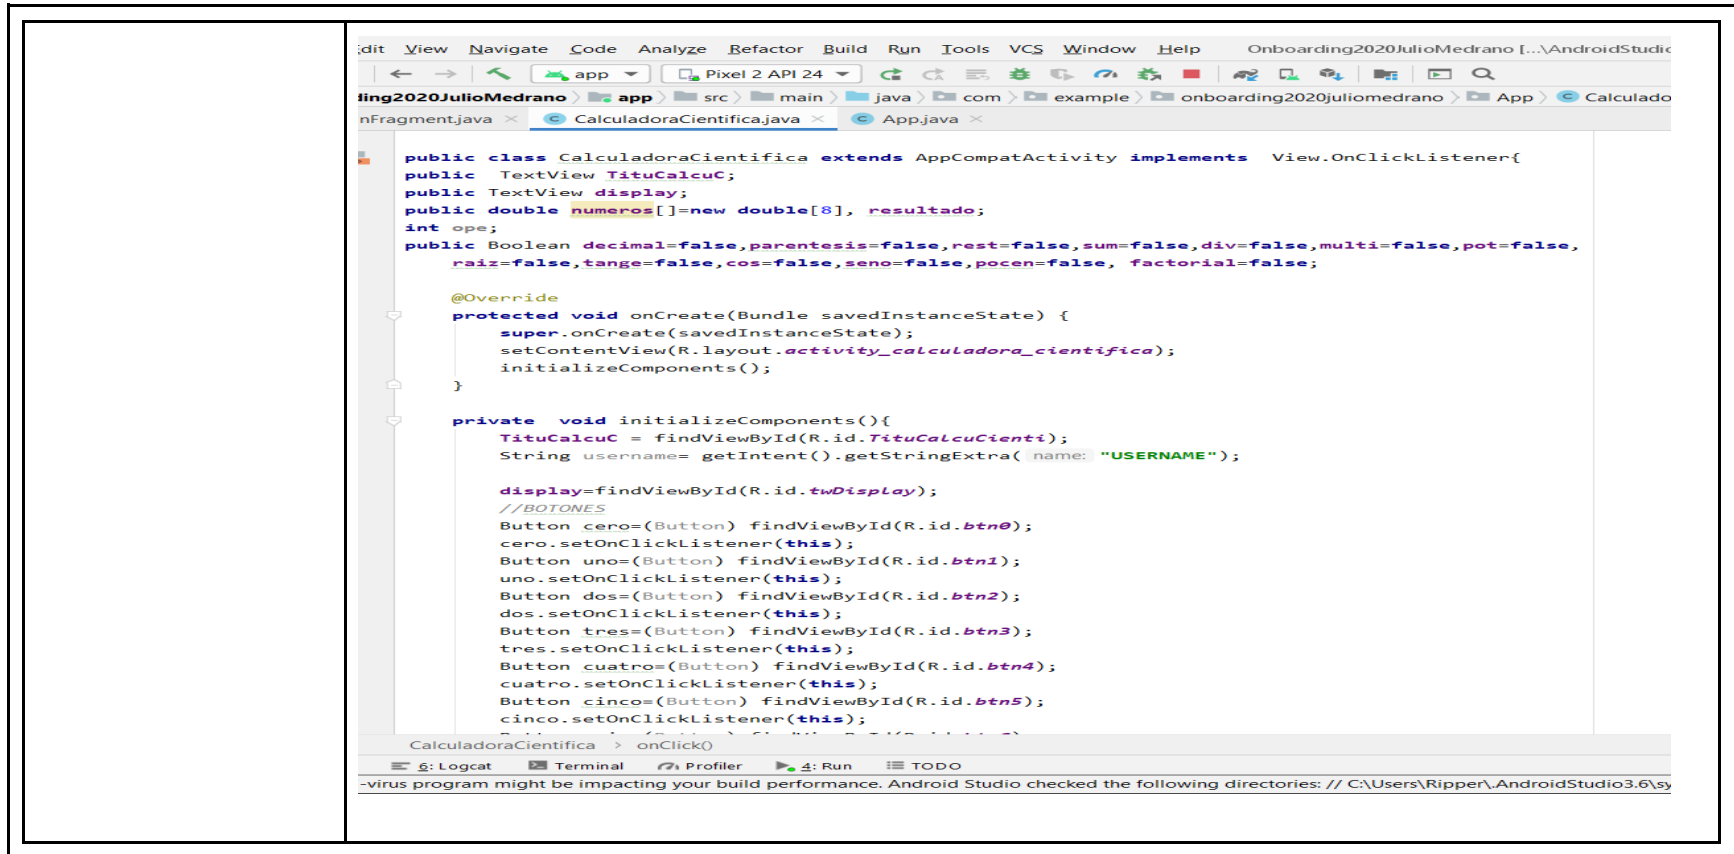 Edit View Navigate Code Analyze Refactor Build Run Tools VCS Window Help Onboarding2020JulioMedrano [...\AndroidStudio
app Pixel 2 API 24
ding2020JulioMedrano app src main java com example onboarding2020juliomedrano App Calculado
nFragment.java CalculadoraCientifica.java App.java
public class CalculadoraCientifica extends AppCompatActivity implements View.OnClickListener{
public TextView TituCalcuC;
public TextView display;
public double numeros[]=new double[8], resultado;
int ope;
public Boolean decimal=false,parentesis=false,rest=false,sum=false,div=false,multi=false,pot=false,
raiz=false,tange=false,cos=false,seno=false,pocen=false, factorial=false;
@Override
protected void onCreate(Bundle savedInstanceState) {
super.onCreate(savedInstanceState);
setContentView(R.layout.activity_calculadora_cientifica);
initializeComponents();
}
private void initializeComponents(){
TituCalcuC = findViewById(R.id.TituCalcuCienti);
String username= getIntent().getStringExtra( name: "USERNAME");
display=findViewById(R.id.twDisplay);
//BOTONES
Button cero=(Button) findViewById(R.id.btn0);
cero.setOnClickListener(this);
Button uno=(Button) findViewById(R.id.btn1);
uno.setOnClickListener(this);
Button dos=(Button) findViewById(R.id.btn2);
dos.setOnClickListener(this);
Button tres=(Button) findViewById(R.id.btn3);
tres.setOnClickListener(this);
Button cuatro=(Button) findViewById(R.id.btn4);
cuatro.setOnClickListener(this);
Button cinco=(Button) findViewById(R.id.btn5);
cinco.setOnClickListener(this);
CalculadoraCientifica > onClick()
6: Logcat Terminal Profiler 4: Run TODO
-virus program might be impacting your build performance. Android Studio checked the following directories: // C:\Users\Ripper\.AndroidStudio3.6\sy